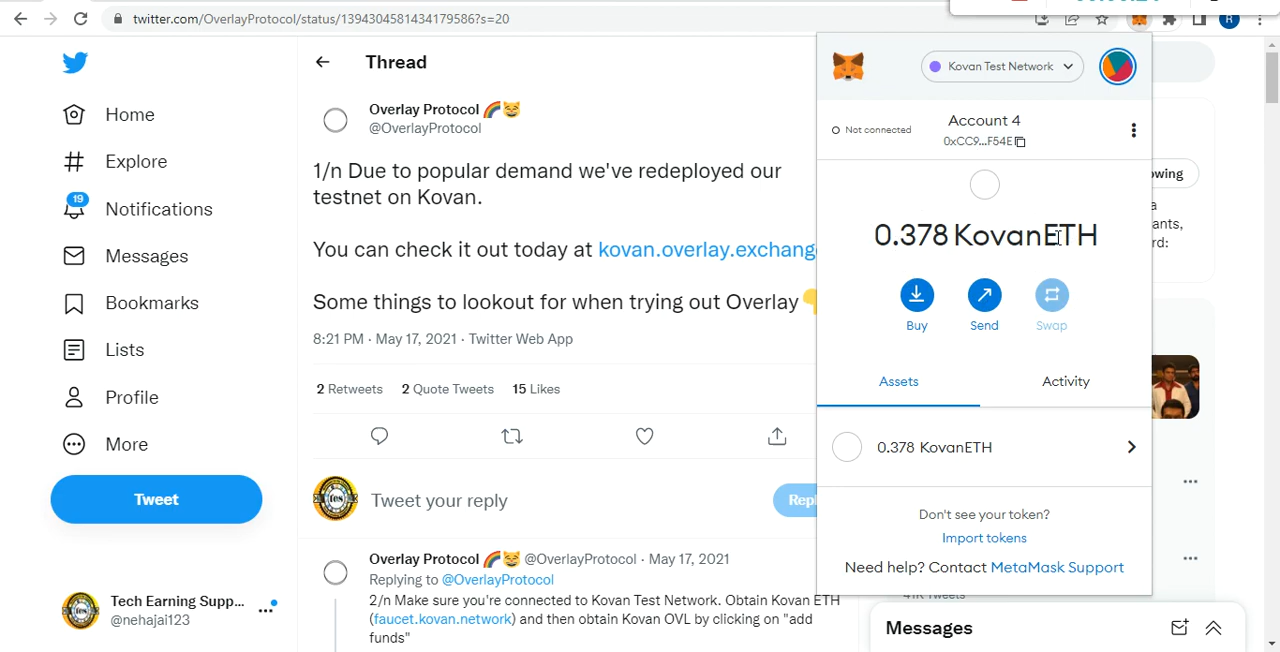 twitter.com/OverlayProtocol/status/1394304581434179586?s=20
R
Home
Explore
19
Notifications
Messages
Bookmarks
Lists
Profile
More
Tweet
Tech Earning Supp...
@nehajai123
Thread
Overlay Protocol
@OverlayProtocol
1/n Due to popular demand we've redeployed our
testnet on Kovan.
You can check it out today at kovan.overlay.exchange
Some things to lookout for when trying out Overlay
8:21 PM · May 17, 2021 · Twitter Web App
2 Retweets 2 Quote Tweets 15 Likes
Tweet your reply
Repl
Overlay Protocol @OverlayProtocol · May 17, 2021
Replying to @OverlayProtocol
2/n Make sure you're connected to Kovan Test Network. Obtain Kovan ETH
(faucet.kovan.network) and then obtain Kovan OVL by clicking on "add
funds"
Kovan Test Network
Not connected
Account 4
0xCC9...F54E
0.378 KovanETH
Buy
Send
Swap
Assets
Activity
0.378 KovanETH
Don't see your token?
Import tokens
Need help? Contact MetaMask Support
Messages